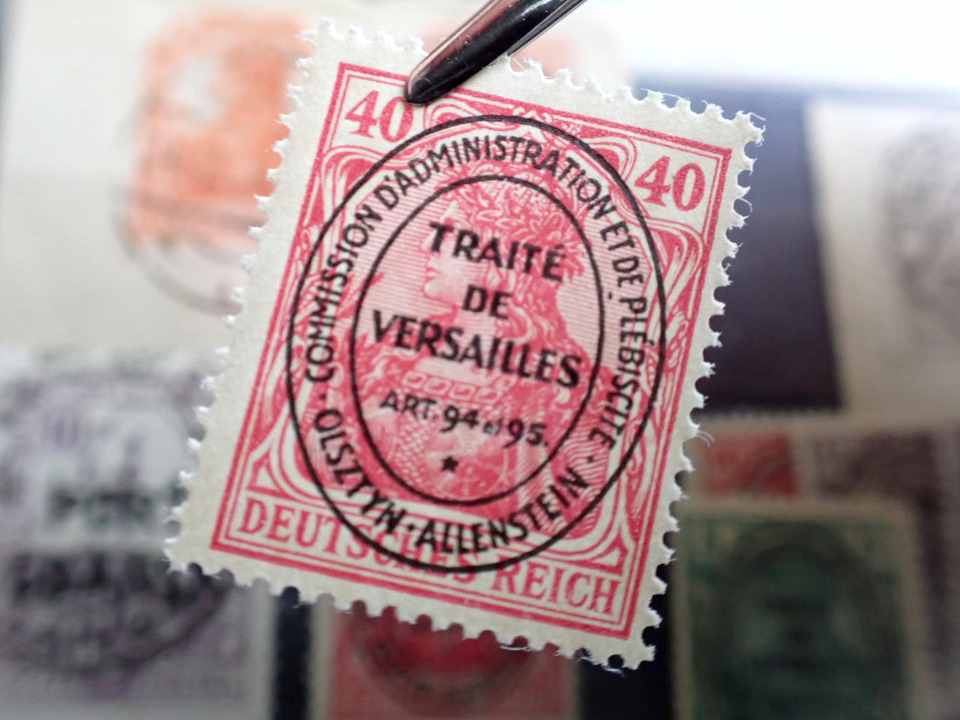 40
40
COMMISSION D'ADMINISTRATION ET DE PLÉBISCITE ·
OLSZTYN · ALLENSTEIN
TRAITÉ
DE
VERSAILLES
ART. 94 et 95.
DEUTSCHES REICH